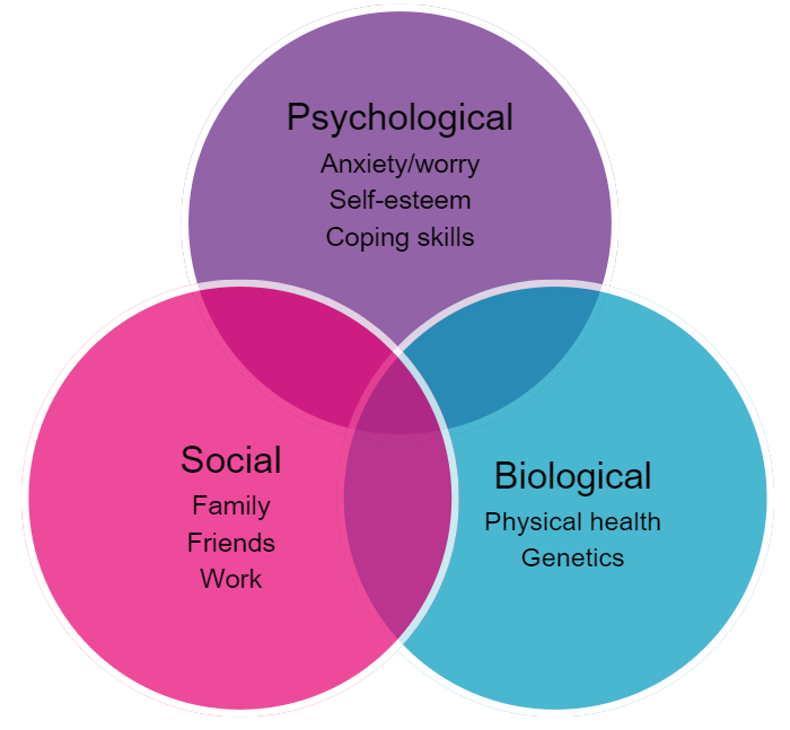 Psychological
Anxiety/worry
Self-esteem
Coping skills
Social
Family
Friends
Work
Biological
Physical health
Genetics